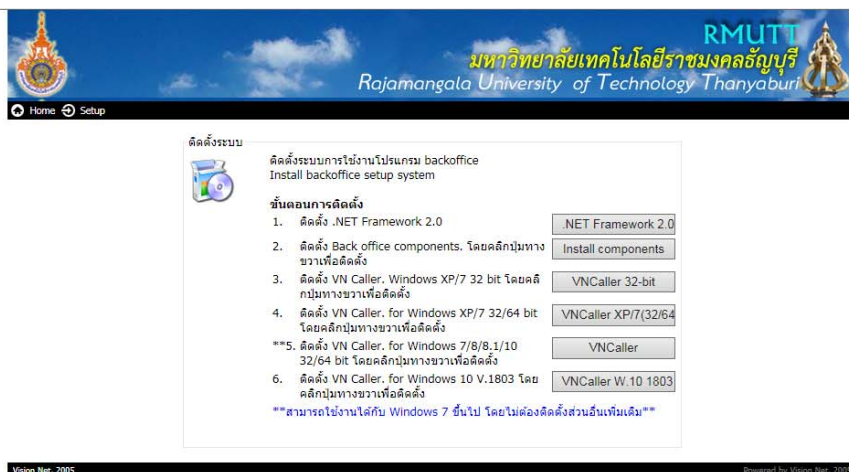 RMUTT
มหาวิทยาลัยเทคโนโลยีราชมงคลธัญบุรี
Rajamangala University of Technology Thanyaburi
Home Setup
ติดตั้งระบบ
ติดตั้งระบบการใช้งานโปรแกรม backoffice
Install backoffice setup system
ขั้นตอนการติดตั้ง
1. ติดตั้ง .NET Framework 2.0
.NET Framework 2.0
2. ติดตั้ง Back office components. โดยคลิกปุ่มทาง
ขวาเพื่อติดตั้ง
Install components
3. ติดตั้ง VN Caller. Windows XP/7 32 bit โดยคลิ
กปุ่มทางขวาเพื่อติดตั้ง
VNCaller 32-bit
4. ติดตั้ง VN Caller. for Windows XP/7 32/64 bit
โดยคลิกปุ่มทางขวาเพื่อติดตั้ง
VNCaller XP/7(32/64
**5. ติดตั้ง VN Caller. for Windows 7/8/8.1/10
32/64 bit โดยคลิกปุ่มทางขวาเพื่อติดตั้ง
VNCaller
6. ติดตั้ง VN Caller. for Windows 10 V.1803 โดย
คลิกปุ่มทางขวาเพื่อติดตั้ง
VNCaller W.10 1803
**สามารถใช้งานได้กับ Windows 7 ขึ้นไป โดยไม่ต้องติดตั้งส่วนอื่นเพิ่มเติม**
Vision Net, 2005
Powered by Vision Net, 2005